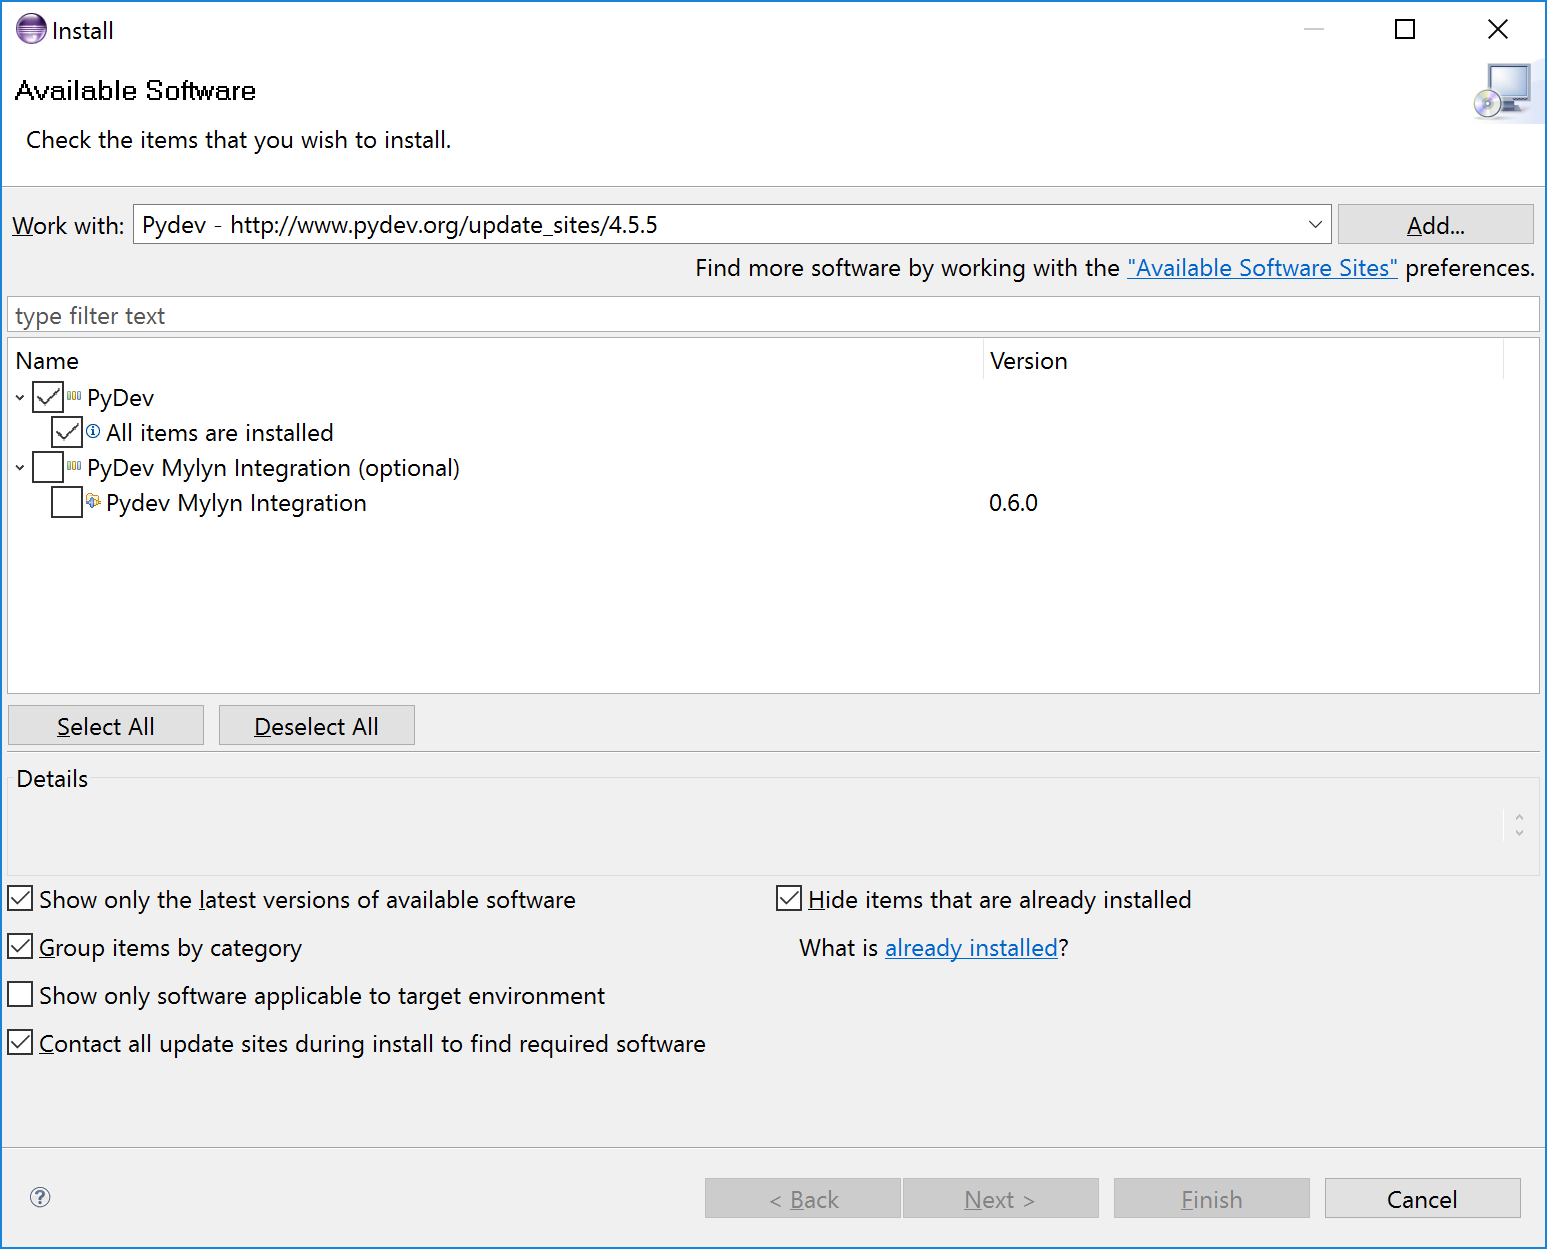 Install
Available Software
Check the items that you wish to install.
Work with: Pydev - http://www.pydev.org/update_sites/4.5.5 Add...
Find more software by working with the "Available Software Sites" preferences.
type filter text
Name Version
PyDev
All items are installed
PyDev Mylyn Integration (optional)
Pydev Mylyn Integration 0.6.0
Select All Deselect All
Details
Show only the latest versions of available software Hide items that are already installed
Group items by category What is already installed?
Show only software applicable to target environment
Contact all update sites during install to find required software
? < Back Next > Finish Cancel